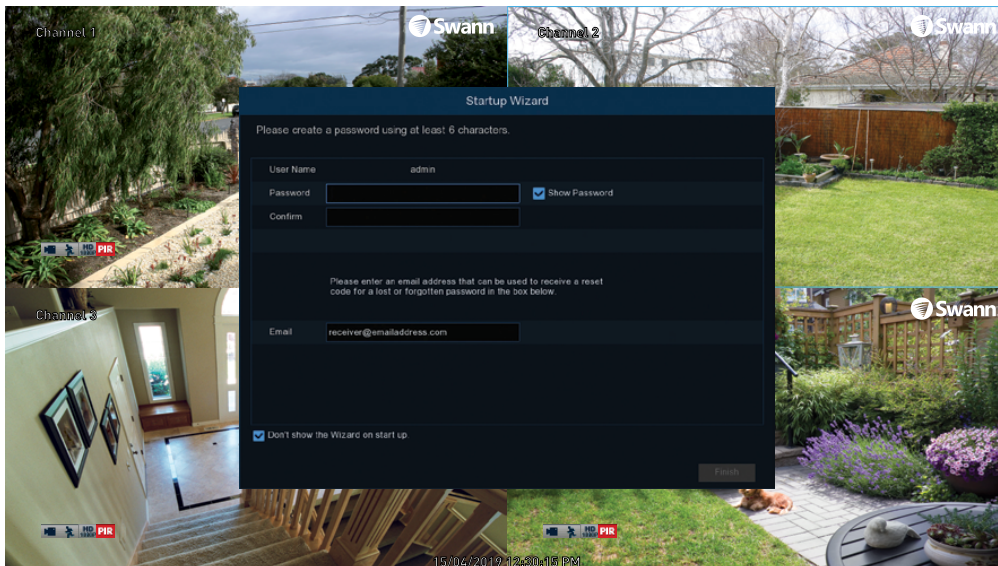 Channel 1
Swann
Channel 2
Swann
Startup Wizard
Please create a password using at least 6 characters.
User Name admin
Password Show Password
Confirm
HD 1080P PIR
Please enter an email address that can be used to receive a reset
code for a lost or forgotten password in the box below.
Channel 3
Swann
Email receiver@emailaddress.com
Don't show the Wizard on start up.
Finish
HD 1080P PIR
HD 1080P PIR
15/04/2019 12:30:15 PM